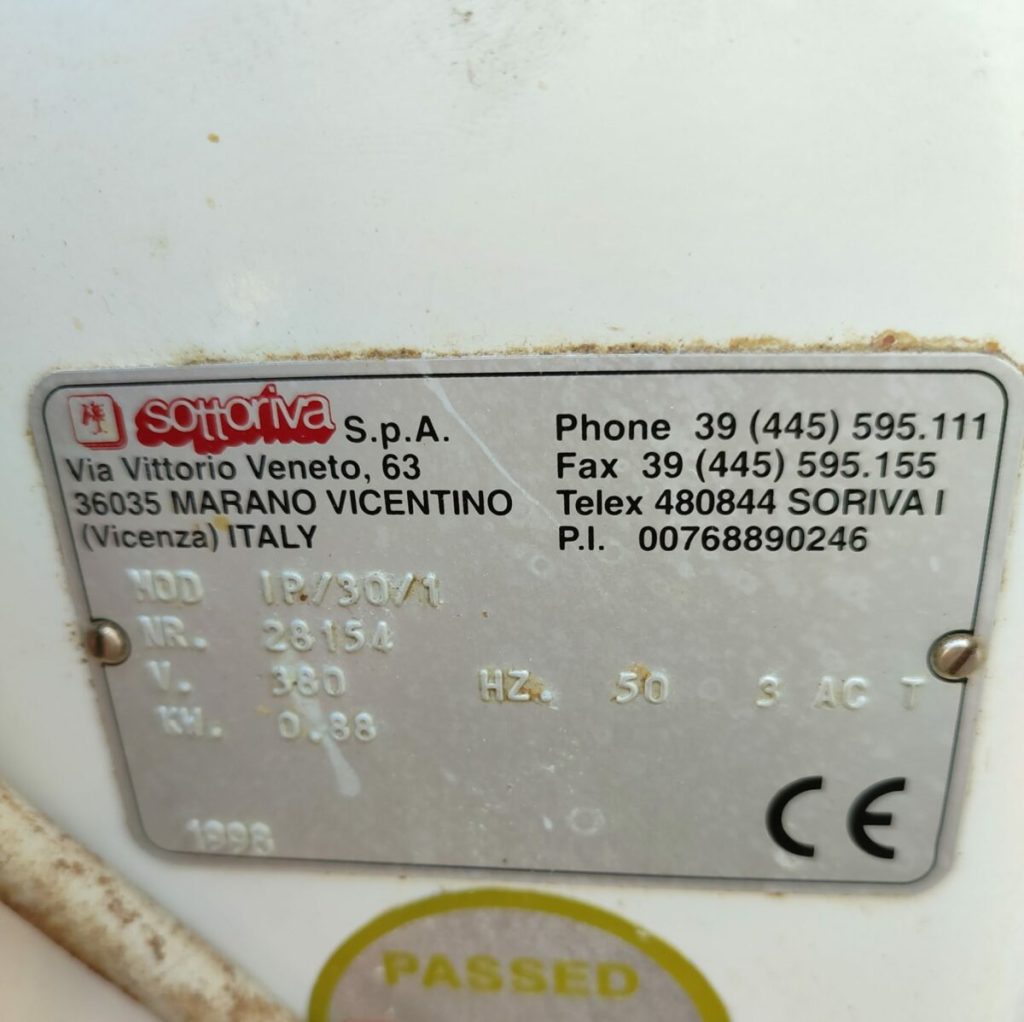 sottoriva S.p.A.
Via Vittorio Veneto, 63
36035 MARANO VICENTINO
(Vicenza) ITALY
Phone 39 (445) 595.111
Fax 39 (445) 595.155
Telex 480844 SORIVA I
P.I. 00768890246
MOD IP/30/1
NR. 28154
V. 380 HZ. 50 3 AC T
KW. 0.88
1998
CE
PASSED